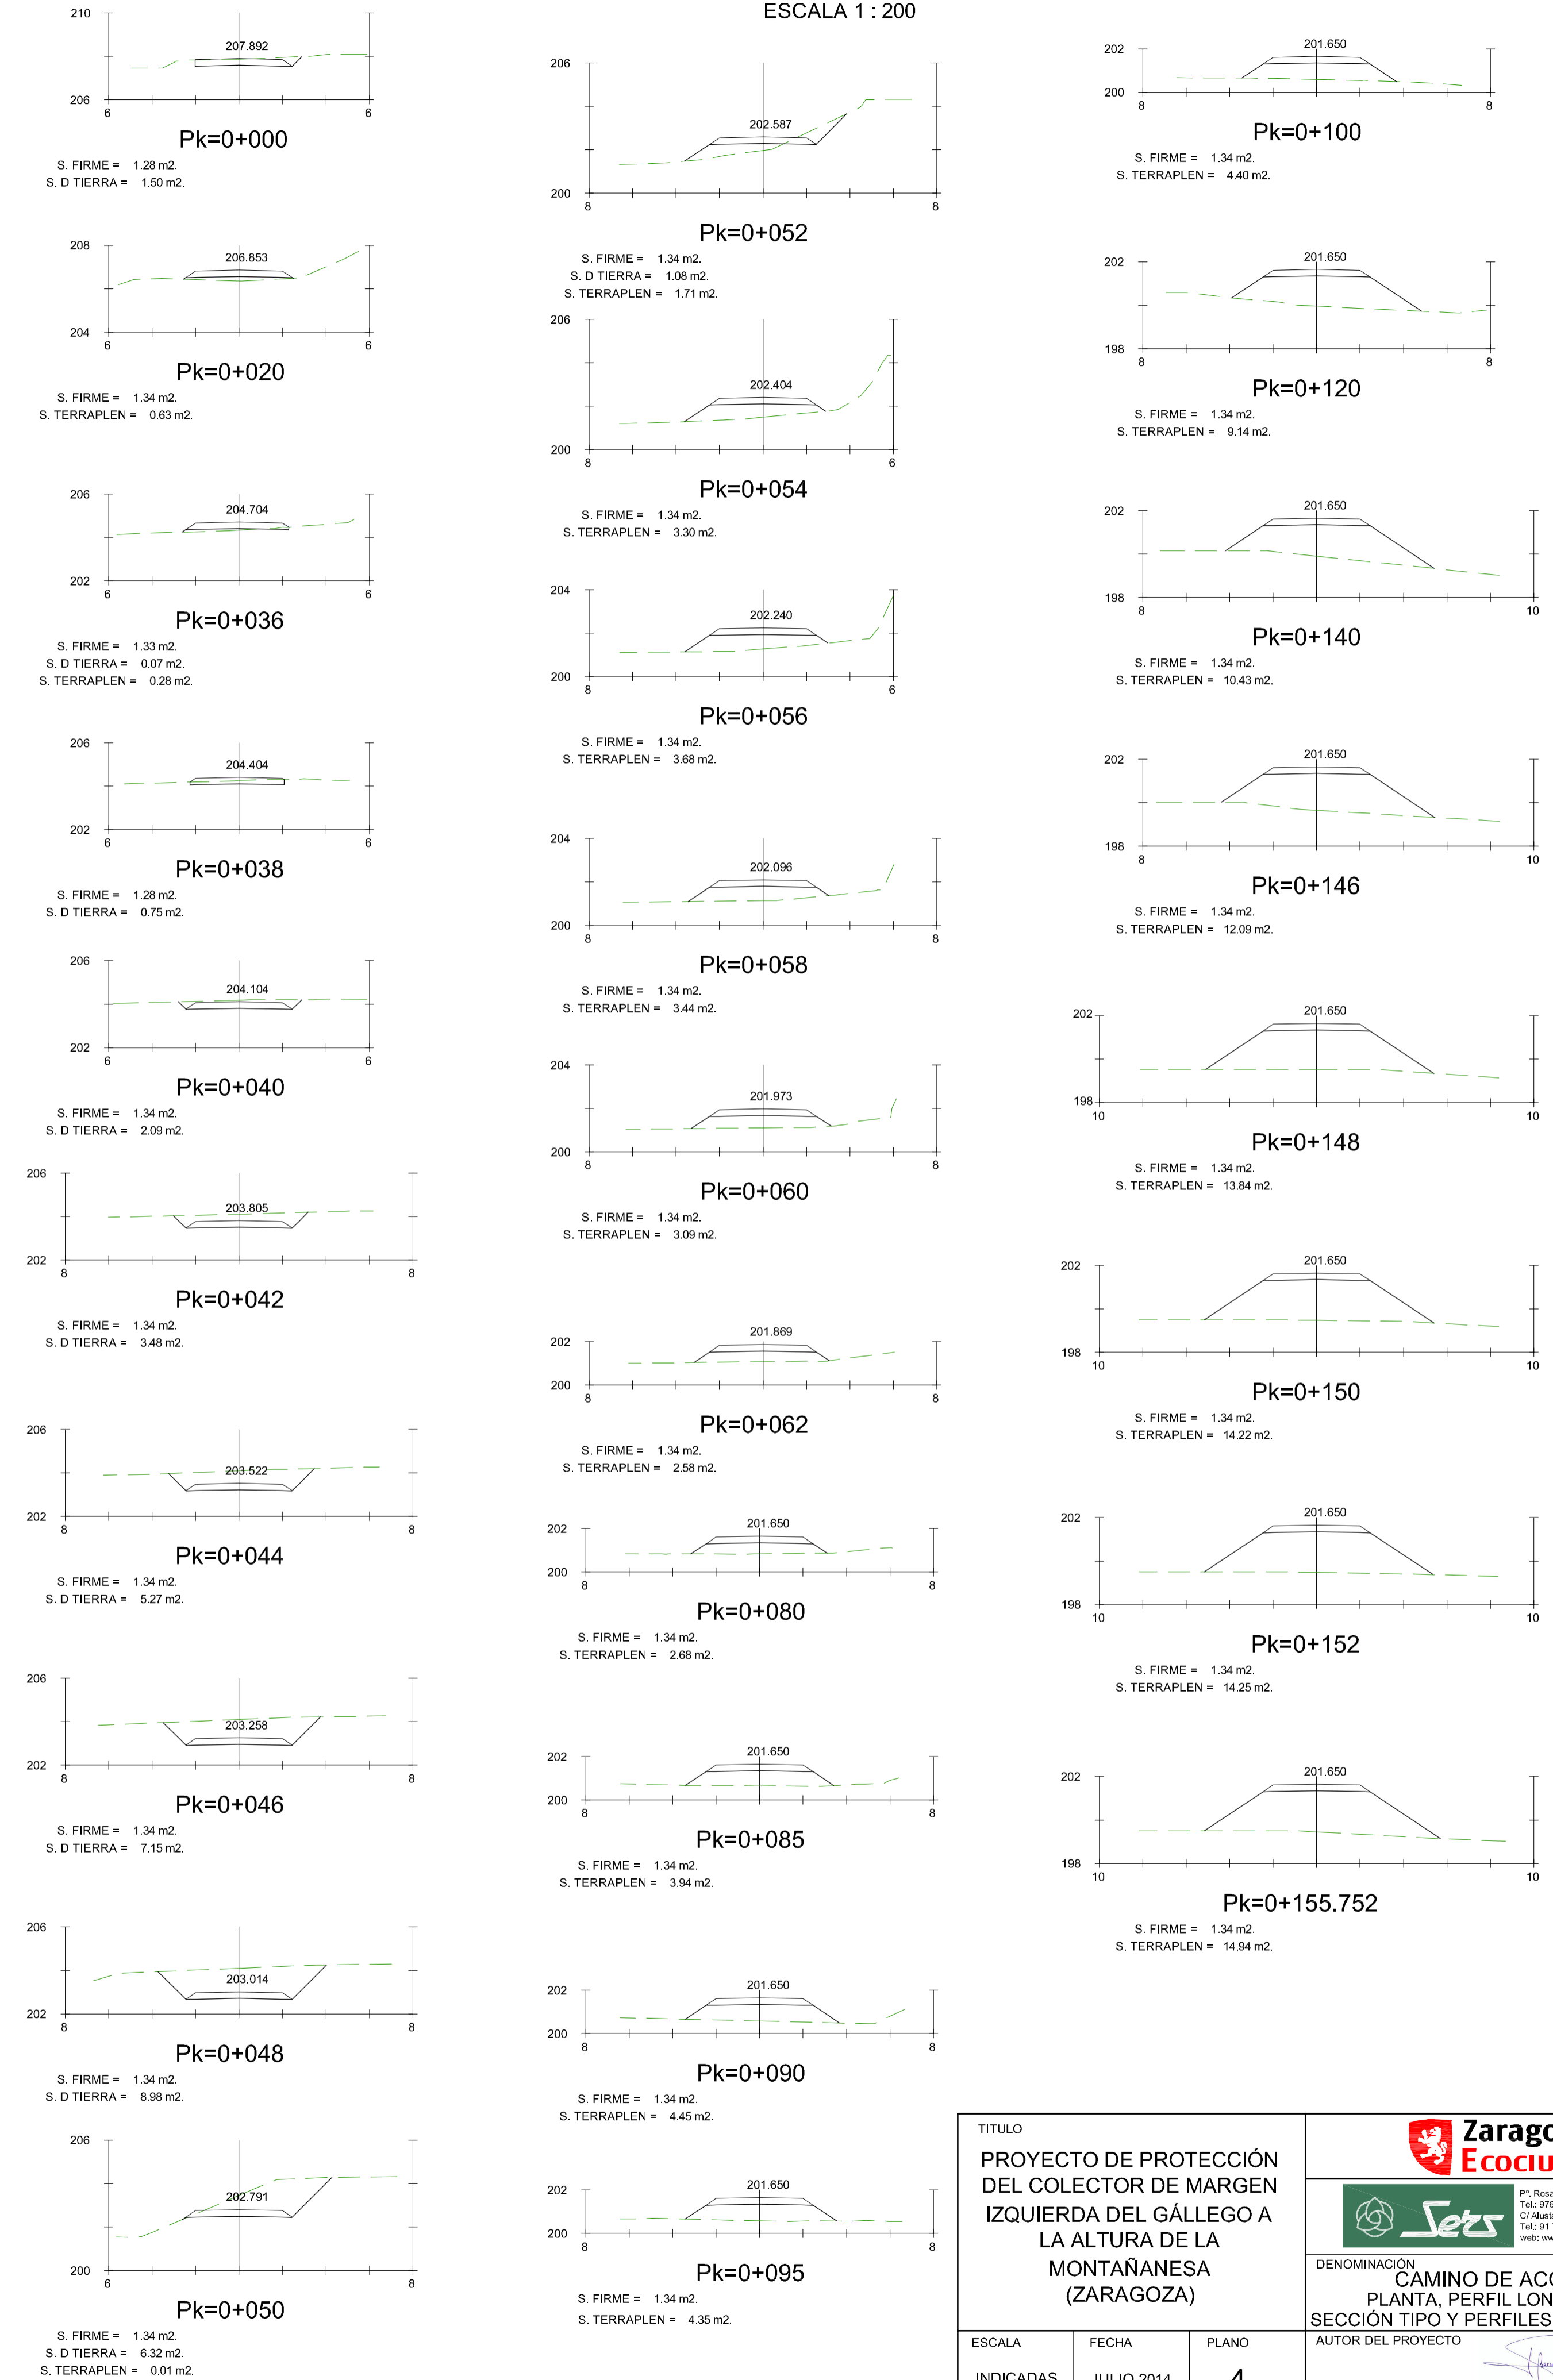 ESCALA 1 : 200
210
207.892
206
6
6
Pk=0+000
S. FIRME = 1.28 m2.
S. D TIERRA = 1.50 m2.
208
206.853
204
6
6
Pk=0+020
S. FIRME = 1.34 m2.
S. TERRAPLEN = 0.63 m2.
206
204.704
202
6
6
Pk=0+036
S. FIRME = 1.33 m2.
S. D TIERRA = 0.07 m2.
S. TERRAPLEN = 0.28 m2.
206
204.404
202
6
6
Pk=0+038
S. FIRME = 1.28 m2.
S. D TIERRA = 0.75 m2.
206
204.104
202
6
6
Pk=0+040
S. FIRME = 1.34 m2.
S. D TIERRA = 2.09 m2.
206
203.805
202
8
8
Pk=0+042
S. FIRME = 1.34 m2.
S. D TIERRA = 3.48 m2.
206
203.522
202
8
8
Pk=0+044
S. FIRME = 1.34 m2.
S. D TIERRA = 5.27 m2.
206
203.258
202
8
8
Pk=0+046
S. FIRME = 1.34 m2.
S. D TIERRA = 7.15 m2.
206
203.014
202
8
8
Pk=0+048
S. FIRME = 1.34 m2.
S. D TIERRA = 8.98 m2.
206
202.791
200
6
8
Pk=0+050
S. FIRME = 1.34 m2.
S. D TIERRA = 6.32 m2.
S. TERRAPLEN = 0.01 m2.
206
202.587
200
8
8
Pk=0+052
S. FIRME = 1.34 m2.
S. D TIERRA = 1.08 m2.
S. TERRAPLEN = 1.71 m2.
206
202.404
200
8
6
Pk=0+054
S. FIRME = 1.34 m2.
S. TERRAPLEN = 3.30 m2.
204
202.240
200
8
6
Pk=0+056
S. FIRME = 1.34 m2.
S. TERRAPLEN = 3.68 m2.
204
202.096
200
8
8
Pk=0+058
S. FIRME = 1.34 m2.
S. TERRAPLEN = 3.44 m2.
204
201.973
200
8
8
Pk=0+060
S. FIRME = 1.34 m2.
S. TERRAPLEN = 3.09 m2.
202
201.869
200
8
8
Pk=0+062
S. FIRME = 1.34 m2.
S. TERRAPLEN = 2.58 m2.
202
201.650
200
8
8
Pk=0+080
S. FIRME = 1.34 m2.
S. TERRAPLEN = 2.68 m2.
202
201.650
200
8
8
Pk=0+085
S. FIRME = 1.34 m2.
S. TERRAPLEN = 3.94 m2.
202
201.650
200
8
8
Pk=0+090
S. FIRME = 1.34 m2.
S. TERRAPLEN = 4.45 m2.
202
201.650
200
8
8
Pk=0+095
S. FIRME = 1.34 m2.
S. TERRAPLEN = 4.35 m2.
202
201.650
200
8
8
Pk=0+100
S. FIRME = 1.34 m2.
S. TERRAPLEN = 4.40 m2.
202
201.650
198
8
8
Pk=0+120
S. FIRME = 1.34 m2.
S. TERRAPLEN = 9.14 m2.
202
201.650
198
8
10
Pk=0+140
S. FIRME = 1.34 m2.
S. TERRAPLEN = 10.43 m2.
202
201.650
198
8
10
Pk=0+146
S. FIRME = 1.34 m2.
S. TERRAPLEN = 12.09 m2.
202
201.650
198
10
10
Pk=0+148
S. FIRME = 1.34 m2.
S. TERRAPLEN = 13.84 m2.
202
201.650
198
10
10
Pk=0+150
S. FIRME = 1.34 m2.
S. TERRAPLEN = 14.22 m2.
202
201.650
198
10
10
Pk=0+152
S. FIRME = 1.34 m2.
S. TERRAPLEN = 14.25 m2.
202
201.650
198
10
10
Pk=0+155.752
S. FIRME = 1.34 m2.
S. TERRAPLEN = 14.94 m2.
TITULO
PROYECTO DE PROTECCIÓN
DEL COLECTOR DE MARGEN
IZQUIERDA DEL GÁLLEGO A
LA ALTURA DE LA
MONTAÑANESA
(ZARAGOZA)
ESCALA
FECHA
PLANO
INDICADAS
JULIO 2014
4
Zarago
Ecociu
Sers
Pº. Rosa
Tel.: 976
C/ Alusta
Tel.: 91
web: ww
DENOMINACIÓN
CAMINO DE AC
PLANTA, PERFIL LON
SECCIÓN TIPO Y PERFILES
AUTOR DEL PROYECTO